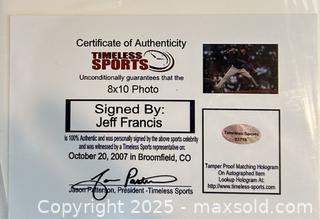 Certificate of Authenticity
TIMELESS
SPORTS
Unconditionally guarantees that the
8x10 Photo
Signed By:
Jeff Francis
is 100% Authentic and was personally signed by the above sports celebrity
and was witnessed by a Timeless Sports representative on:
October 20, 2007 in Broomfield, CO
Jason Patterson, President -Timeless Sports
Timeless Sports
Tamper Proof Matching Hologram
On Autographed Item
Lookup Hologram At:
http://www.timeless-sports.com
Copyright 2025 - maxsold.com